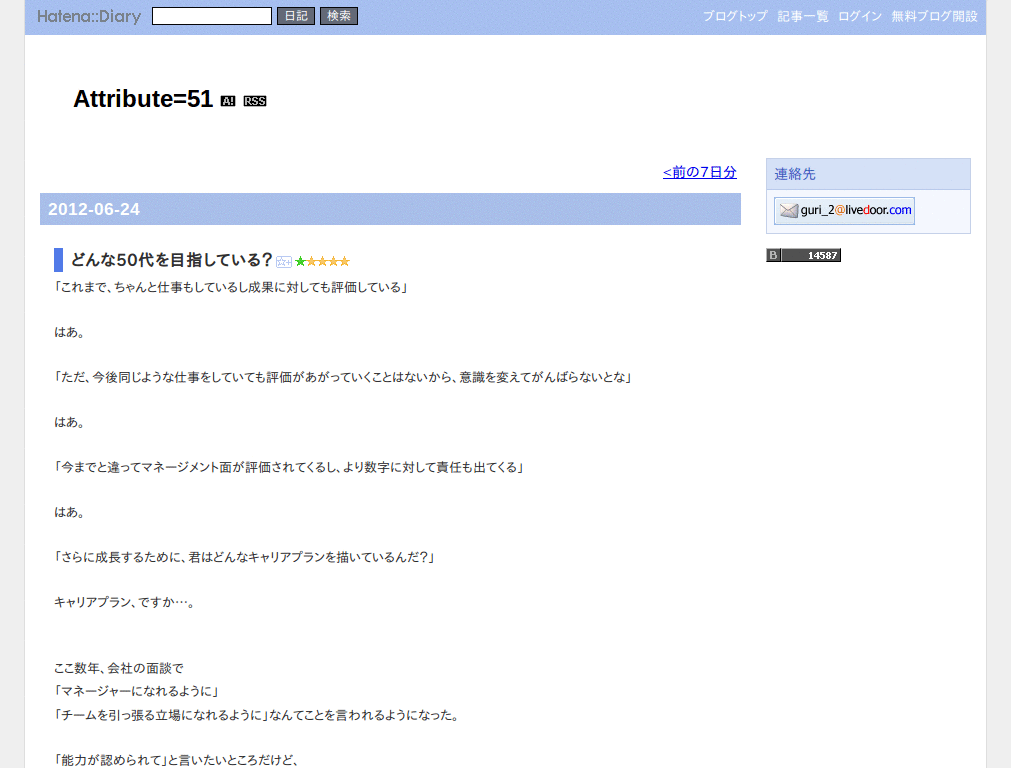 Hatena::Diary 日記 検索 ブログトップ 記事一覧 ログイン 無料ブログ開設
Attribute=51 A! RSS
<前の7日分
2012-06-24
どんな50代を目指している？
「これまで、ちゃんと仕事もしているし成果に対しても評価している」
はあ。
「ただ、今後同じような仕事をしていても評価があがっていくことはないから、意識を変えてがんばらないとな」
はあ。
「今までと違ってマネージメント面が評価されてくるし、より数字に対して責任も出てくる」
はあ。
「さらに成長するために、君はどんなキャリアプランを描いているんだ？」
キャリアプラン、ですか…。
ここ数年、会社の面談で
「マネージャーになれるように」
「チームを引っ張る立場になれるように」なんてことを言われるようになった。
「能力が認められて」と言いたいところだけど、
連絡先
guri_2@livedoor.com
B 14587